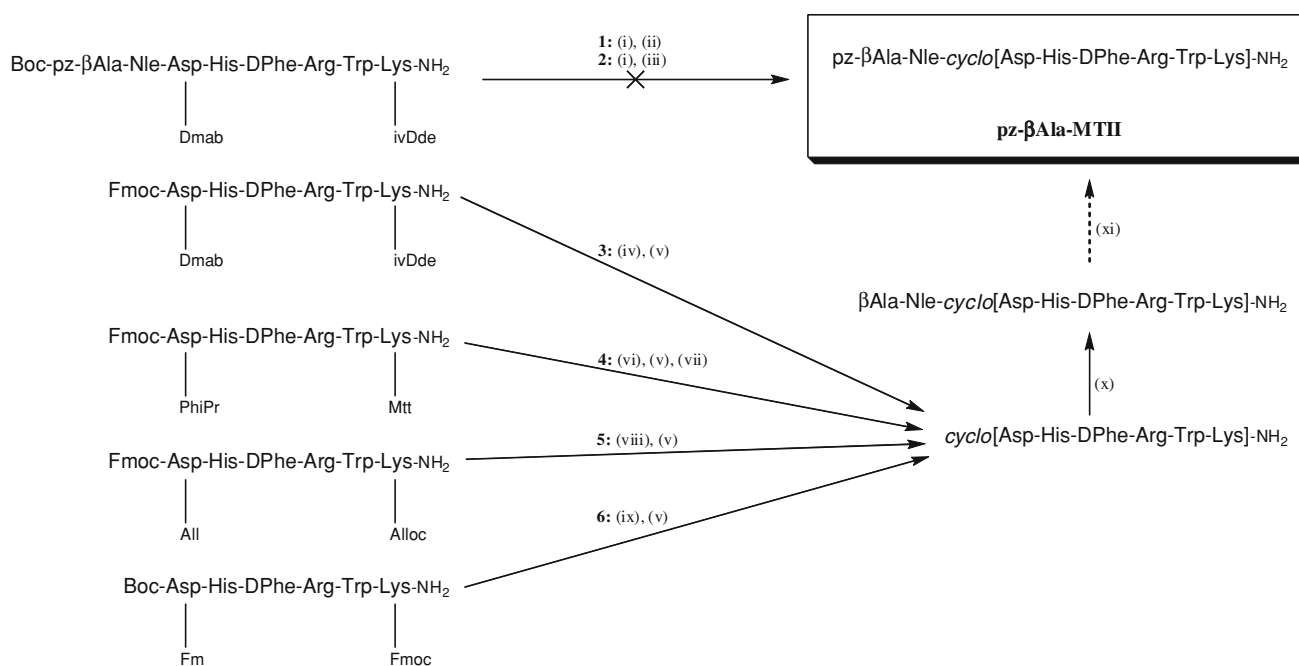 Boc-pz-βAla-Nle-Asp-His-DPhe-Arg-Trp-Lys-NH2
Dmab ivDde
1: (i), (ii)
2: (i), (iii)
pz-βAla-Nle-cyclo[Asp-His-DPhe-Arg-Trp-Lys]-NH2
pz-βAla-MTII
Fmoc-Asp-His-DPhe-Arg-Trp-Lys-NH2
Dmab ivDde
3: (iv), (v)
(xi)
βAla-Nle-cyclo[Asp-His-DPhe-Arg-Trp-Lys]-NH2
Fmoc-Asp-His-DPhe-Arg-Trp-Lys-NH2
PhiPr Mtt
4: (vi), (v), (vii)
(x)
cyclo[Asp-His-DPhe-Arg-Trp-Lys]-NH2
Fmoc-Asp-His-DPhe-Arg-Trp-Lys-NH2
All Alloc
5: (viii), (v)
6: (ix), (v)
Boc-Asp-His-DPhe-Arg-Trp-Lys-NH2
Fm Fmoc